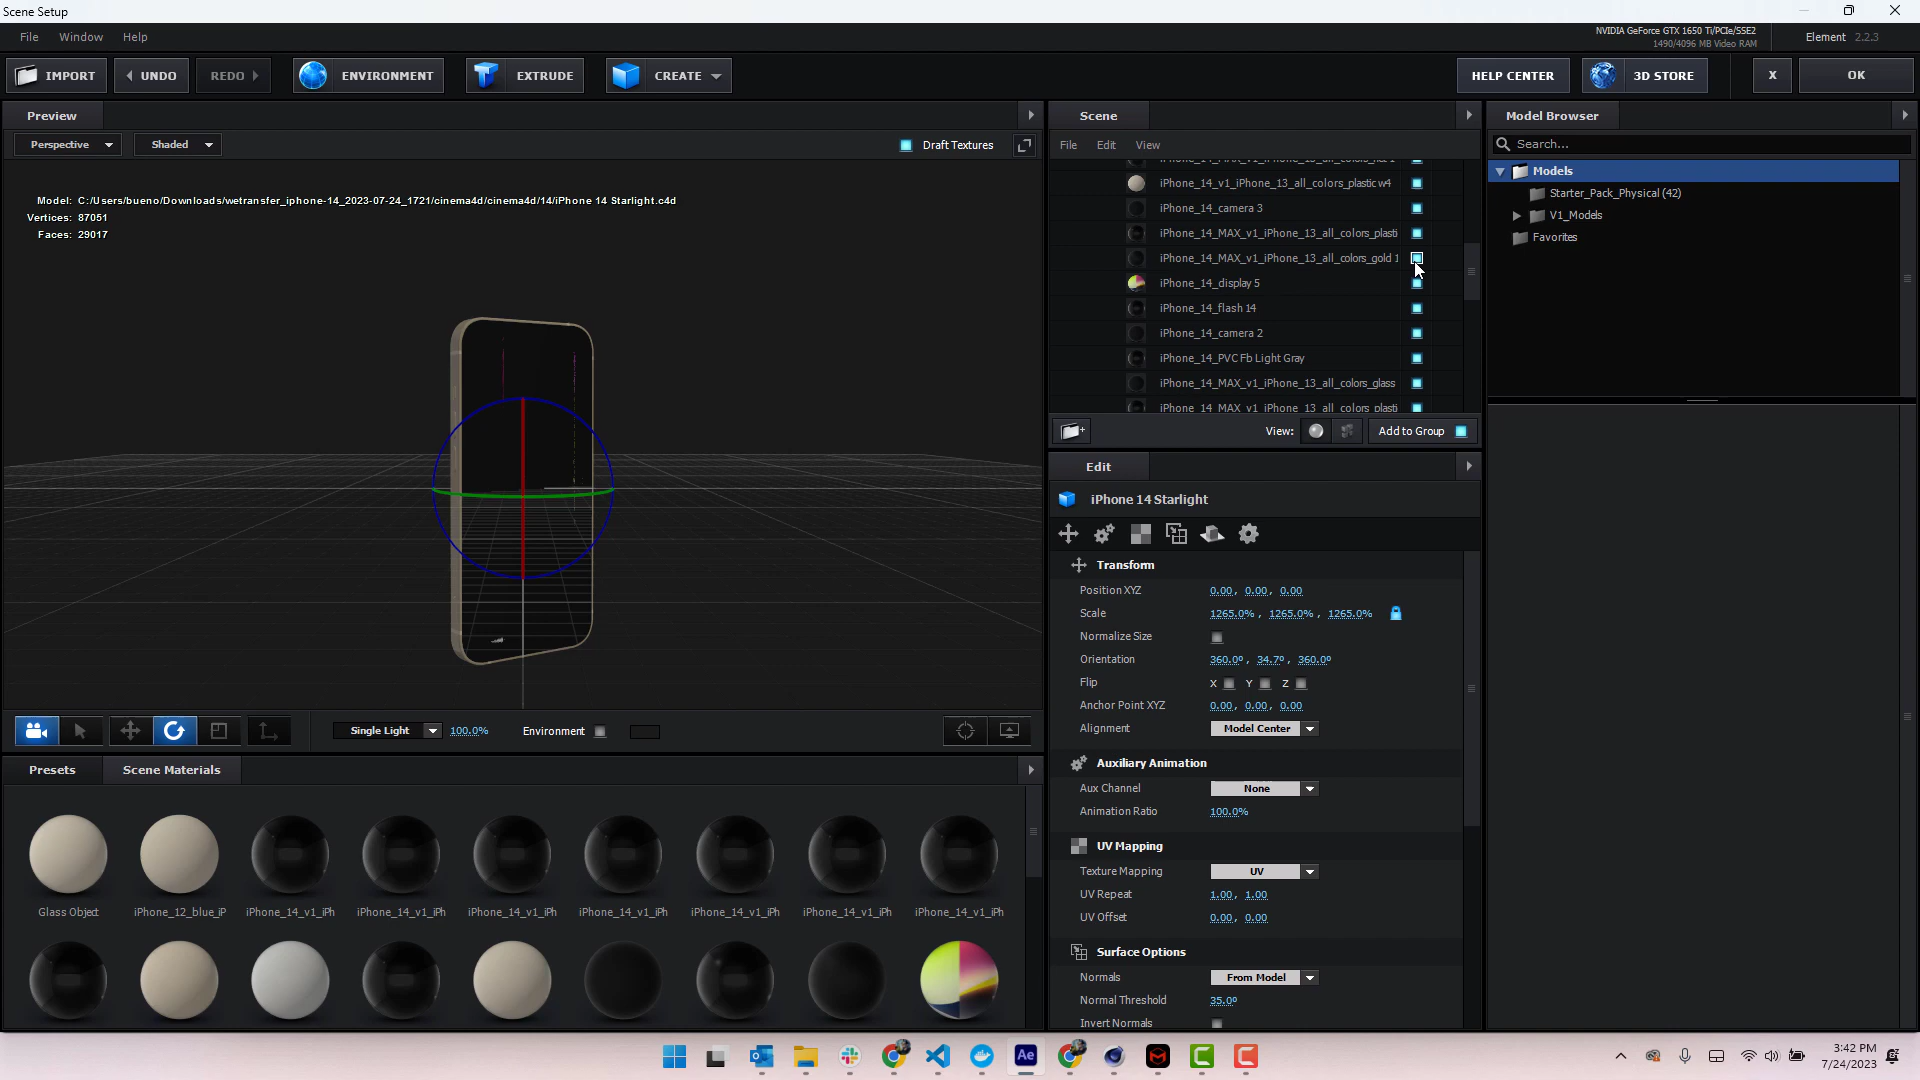 Scene Setup
File Window Help
NVIDIA GeForce GTX 1650 Ti/PCIe/SSE2
1490/4096 MB Video RAM
Element 2.2.3
IMPORT UNDO REDO ENVIRONMENT EXTRUDE CREATE HELP CENTER 3D STORE X OK
Preview
Perspective Shaded Draft Textures
Model: C:/Users/bueno/Downloads/wetransfer_iphone-14_2023-07-24_1721/cinema4d/cinema4d/14/iPhone 14 Starlight.c4d
Vertices: 87051
Faces: 29017
Single Light 100.0% Environment
Presets Scene Materials
Glass Object iPhone_12_blue_iP iPhone_14_v1_iPh iPhone_14_v1_iPh iPhone_14_v1_iPh iPhone_14_v1_iPh iPhone_14_v1_iPh iPhone_14_v1_iPh iPhone_14_v1_iPh
Scene
File Edit View
iPhone_14_v1_iPhone_13_all_colors_plastic w4
iPhone_14_camera 3
iPhone_14_MAX_v1_iPhone_13_all_colors_plasti
iPhone_14_MAX_v1_iPhone_13_all_colors_gold 1
iPhone_14_display 5
iPhone_14_flash 14
iPhone_14_camera 2
iPhone_14_PVC Fb Light Gray
iPhone_14_MAX_v1_iPhone_13_all_colors_glass
iPhone_14_MAX_v1_iPhone_13_all_colors_plasti
View: Add to Group
Edit
iPhone 14 Starlight
Transform
Position XYZ 0.00, 0.00, 0.00
Scale 1265.0%, 1265.0%, 1265.0%
Normalize Size
Orientation 360.0°, 34.7°, 360.0°
Flip X Y Z
Anchor Point XYZ 0.00, 0.00, 0.00
Alignment Model Center
Auxiliary Animation
Aux Channel None
Animation Ratio 100.0%
UV Mapping
Texture Mapping UV
UV Repeat 1.00, 1.00
UV Offset 0.00, 0.00
Surface Options
Normals From Model
Normal Threshold 35.0°
Invert Normals
Model Browser
Search...
Models
Starter_Pack_Physical (42)
V1_Models
Favorites
Ae
3:42 PM
7/24/2023